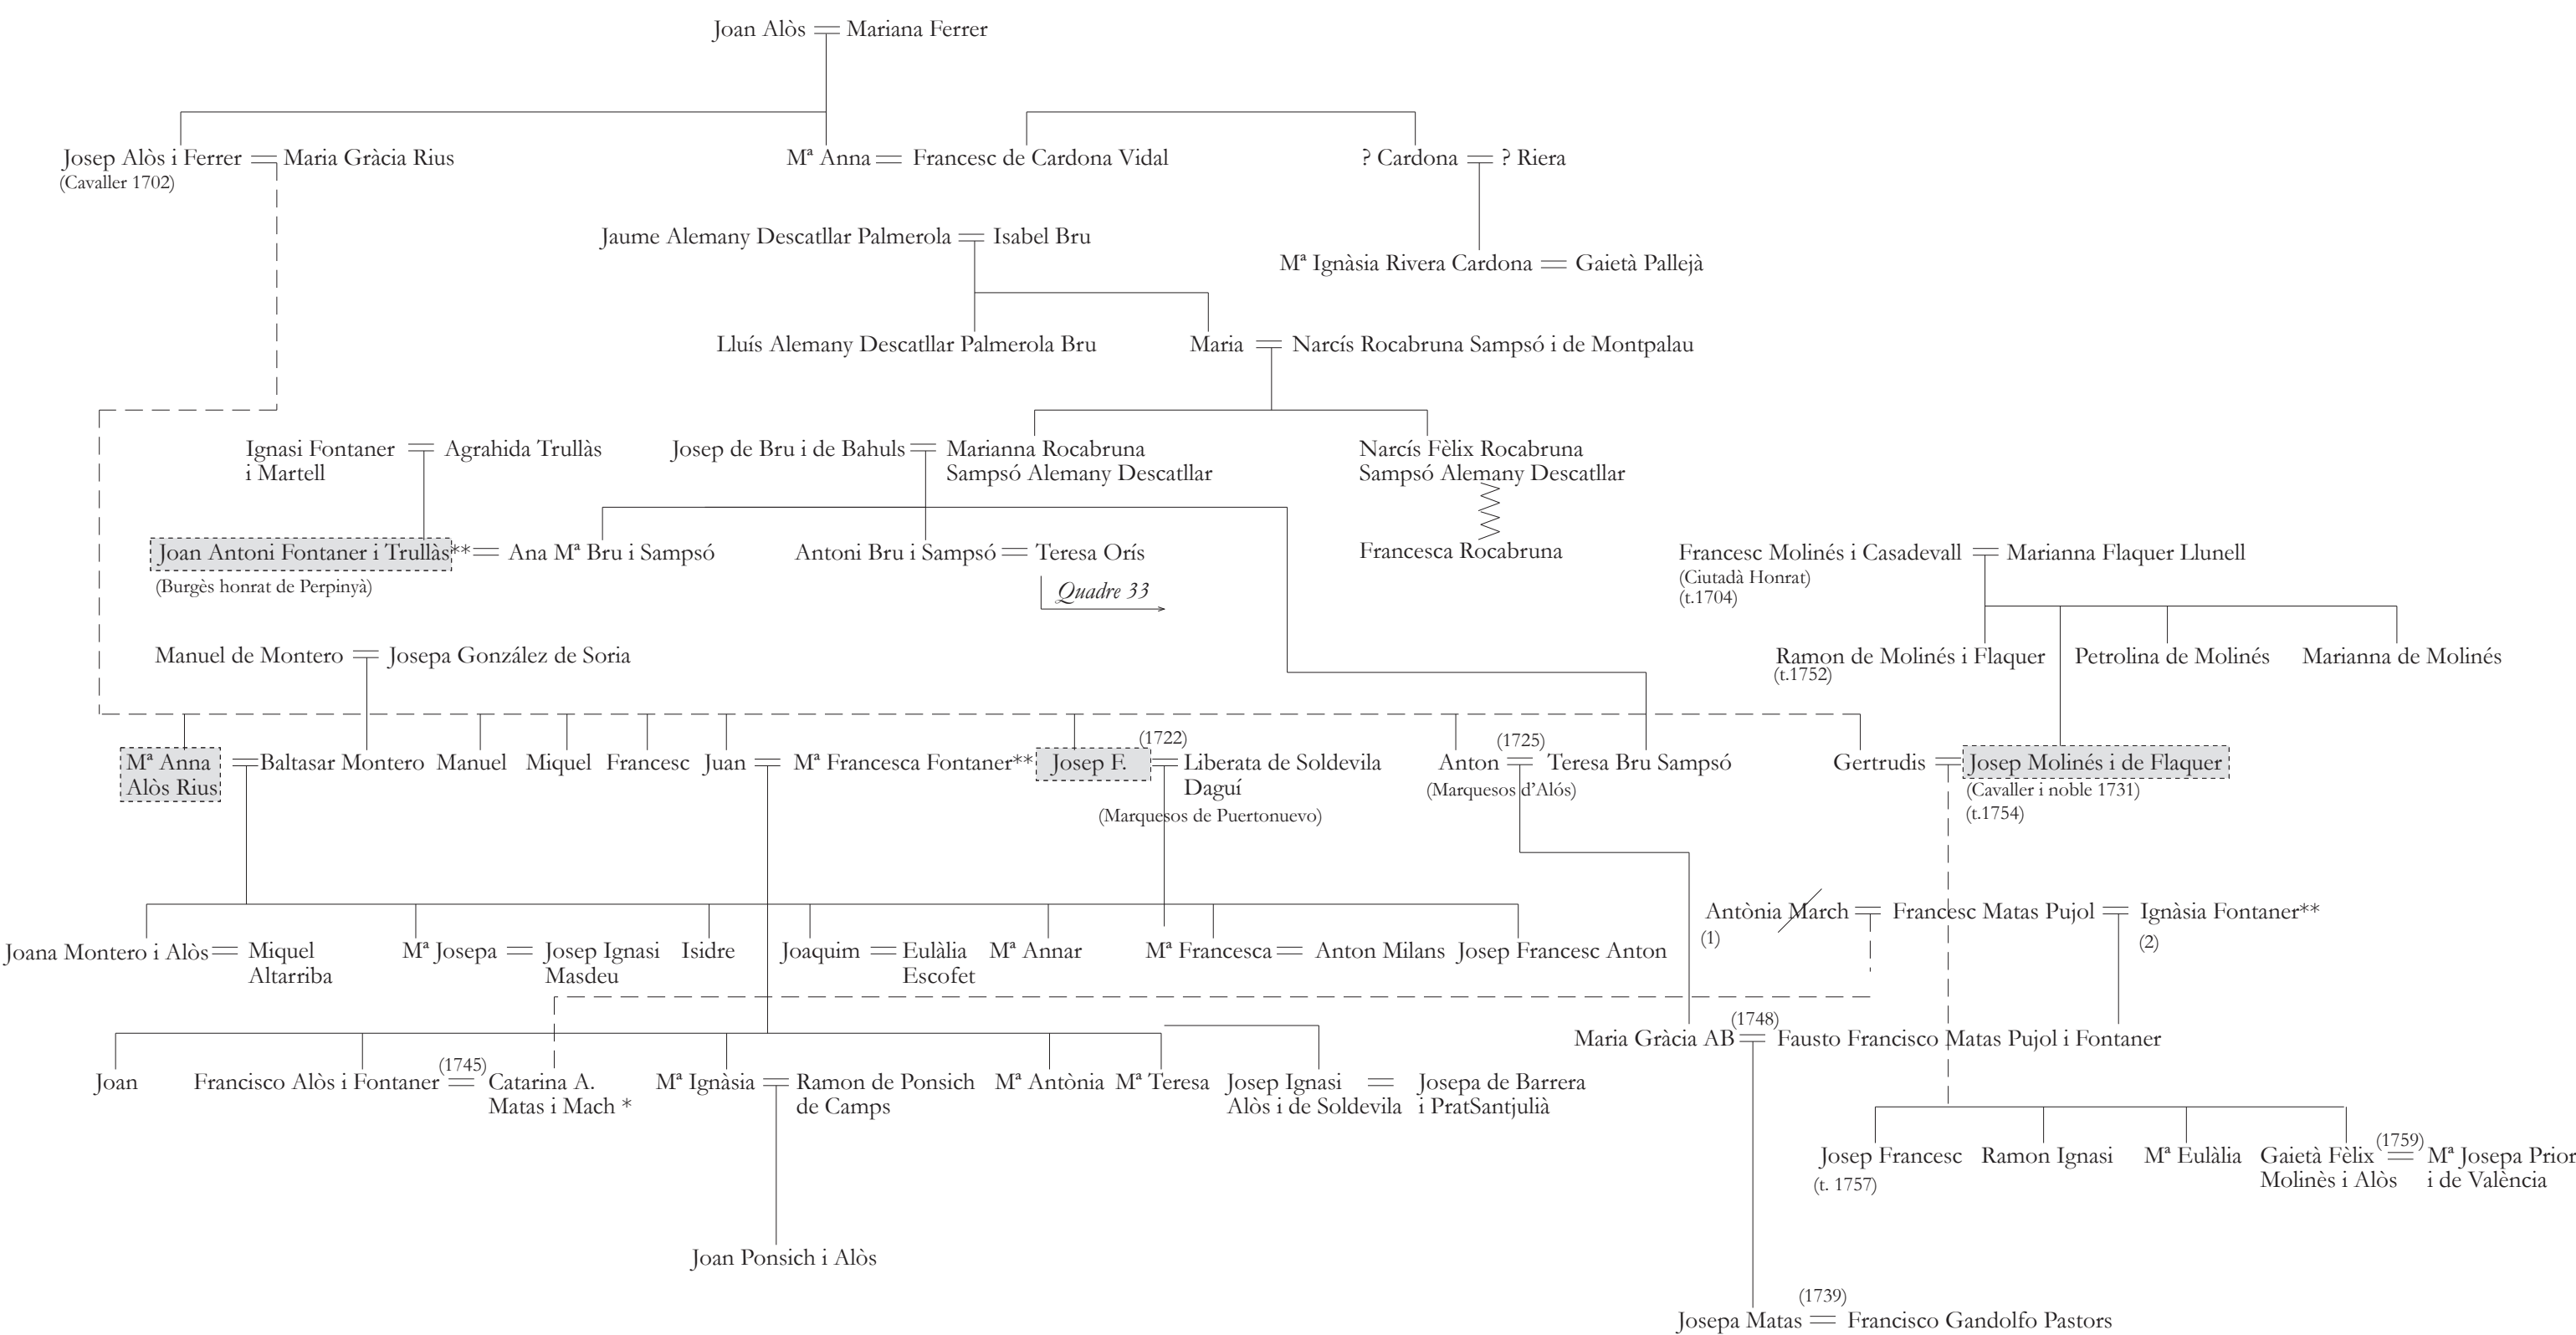 Joan Alòs Mariana Ferrer
Josep Alòs i Ferrer Maria Gràcia Rius Mª Anna Francesc de Cardona Vidal ? Cardona ? Riera
(Cavaller 1702)
Jaume Alemany Descatllar Palmerola Isabel Bru
Mª Ignàsia Rivera Cardona Gaietà Pallejà
Lluís Alemany Descatllar Palmerola Bru Maria Narcís Rocabruna Sampsó i de Montpalau
Ignasi Fontaner Agrahida Trullàs Josep de Bru i de Bahuls Marianna Rocabruna Narcís Fèlix Rocabruna
i Martell Sampsó Alemany Descatllar Sampsó Alemany Descatllar
Joan Antoni Fontaner i Trullàs** Ana Mª Bru i Sampsó Antoni Bru i Sampsó Teresa Orís Francesca Rocabruna Francesc Molinés i Casadevall Marianna Flaquer Llunell
(Burgès honrat de Perpinyà) Quadre 33 (Ciutadà Honrat)
(t.1704)
Manuel de Montero Josepa González de Soria Ramon de Molinés i Flaquer Petrolina de Molinés Marianna de Molinés
(t.1752)
(1722) (1725)
Mª Anna Baltasar Montero Manuel Miquel Francesc Juan Mª Francesca Fontaner** Josep F. Liberata de Soldevila Anton Teresa Bru Sampsó Gertrudis Josep Molinés i de Flaquer
Alòs Rius Daguí (Marquesos d'Alós) (Cavaller i noble 1731)
(Marquesos de Puertonuevo) (t.1754)
Antònia March Francesc Matas Pujol Ignàsia Fontaner**
(1) (2)
Joana Montero i Alòs Miquel Mª Josepa Josep Ignasi Isidre Joaquim Eulàlia Mª Annar Mª Francesca Anton Milans Josep Francesc Anton
Altarriba Masdeu Escofet
(1748)
Maria Gràcia AB Fausto Francisco Matas Pujol i Fontaner
(1745)
Joan Francisco Alòs i Fontaner Catarina A. Mª Ignàsia Ramon de Ponsich Mª Antònia Mª Teresa Josep Ignasi Josepa de Barrera
Matas i Mach * de Camps Alòs i de Soldevila i PratSantjulià
(1759)
Josep Francesc Ramon Ignasi Mª Eulàlia Gaietà Fèlix Mª Josepa Prior
(t. 1757) Molinès i Alòs i de València
Joan Ponsich i Alòs
(1739)
Josepa Matas Francisco Gandolfo Pastors